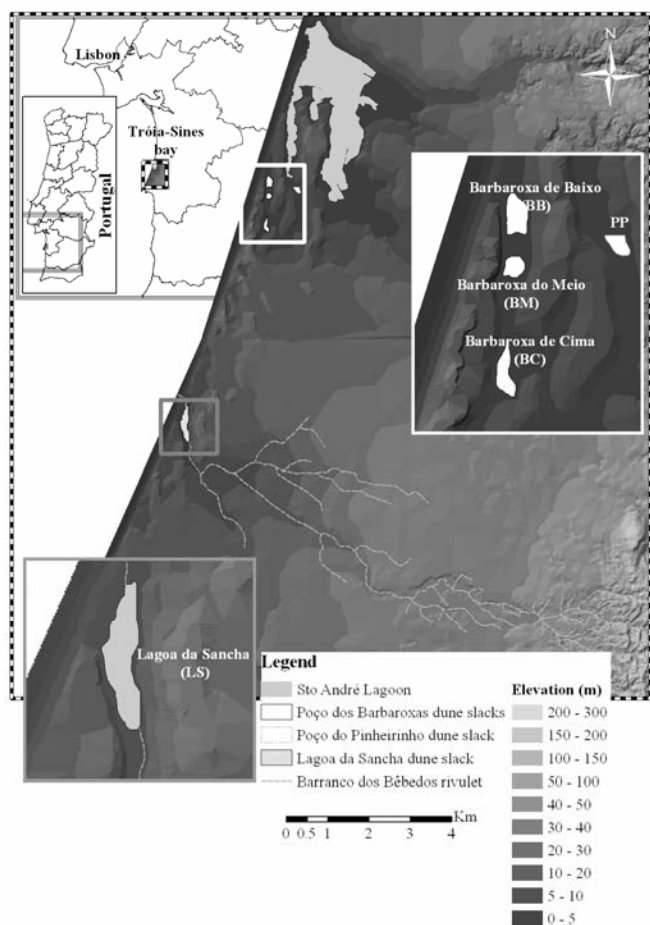 Lisbon
N
Tróia-Sines
bay
Portugal
Barbaroxa de Baixo
(BB)
PP
Barbaroxa do Meio
(BM)
Barbaroxa de Cima
(BC)
Lagoa da Sancha
(LS)
Legend
Sto André Lagoon
Poço dos Barbaroxas dune slacks
Poço do Pinheirinho dune slack
Lagoa da Sancha dune slack
Barranco dos Bêbedos rivulet
Km
0 0.5 1 2 3 4
Elevation (m)
200 - 300
150 - 200
100 - 150
50 - 100
40 - 50
30 - 40
20 - 30
10 - 20
5 - 10
0 - 5